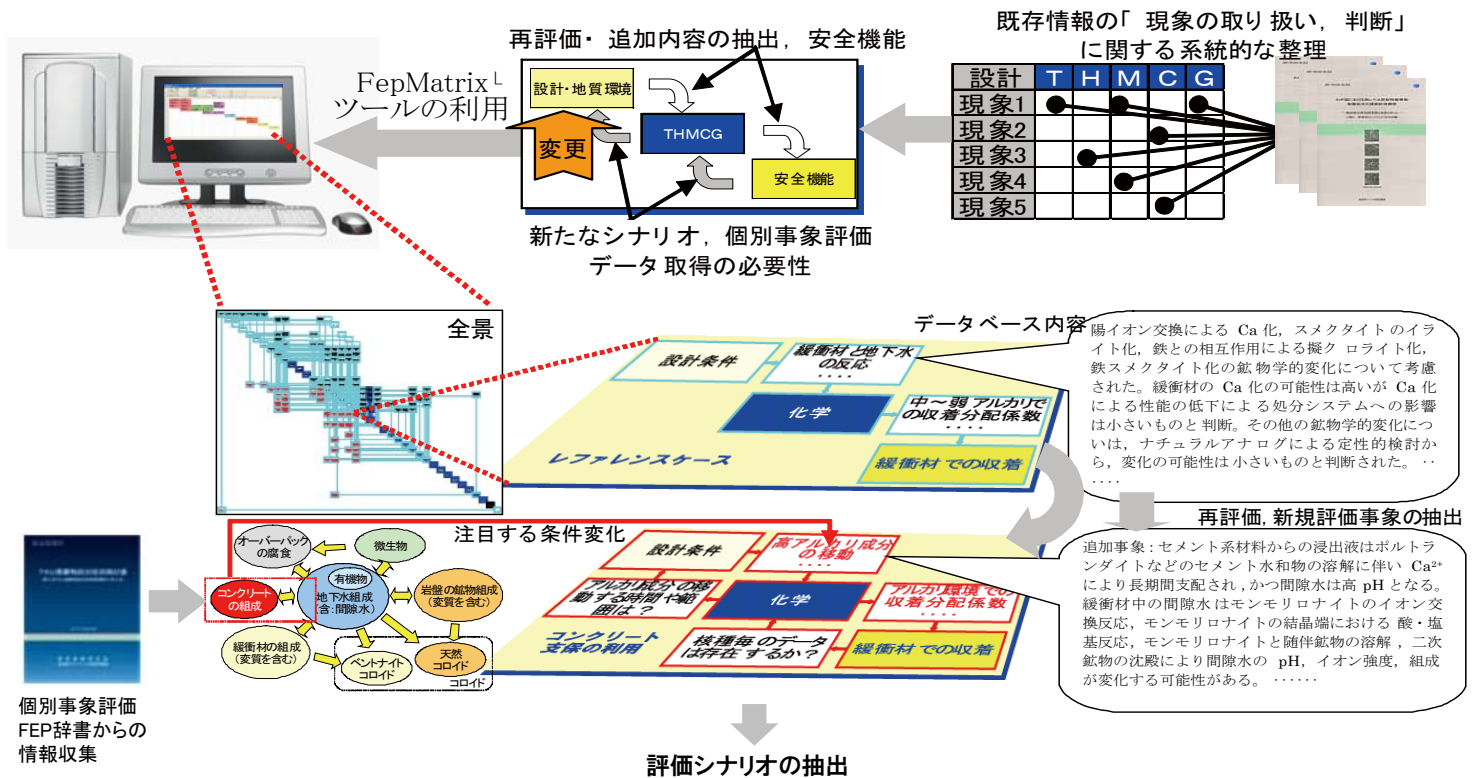 既存情報の「 現象の取り 扱い， 判断」
に関する系統的な整理
再評価・ 追加内容の抽出， 安全機能
FepMatrix└
ツールの利用
設計・地質環境
THMCG
変更
安全機能
設計 T H M C G
現象1
現象2
現象3
現象4
現象5
新たなシナリオ， 個別事象評価
データ 取得の必要性
全景
データベース内容
設計条件
緩衝材と地下水
の反応
・・・・
化学
中～弱アルカリで
の収着分配係数
緩衝材での収着
レファレンスケース
陽イオン交換による Ca 化，スメクタイトのイラ
イト化，鉄との相互作用による擬ク ロライト化，
鉄スメクタイト化の鉱物学的変化について考慮
された。緩衝材の Ca 化の可能性は高いが Ca 化
による性能の低下による処分システムへの影響
は小さいものと判断。その他の鉱物学的変化につ
いは，ナチュラルアナログによる定性的検討か
ら，変化の可能性は小さいものと判断された。 ‥
‥‥
注目する条件変化
再評価，新規評価事象の抽出
オーバーパック
の腐食
微生物
有機物
地下水組成
（含：間隙水）
コンクリート
の組成
岩盤の鉱物組成
（変質を含む）
緩衝材の組成
（変質を含む）
ベントナイト
コロイド
天然
コロイド
コロイド
設計条件
高アルカリ成分
の移動
アルカリ成分の移
動する時間や範
囲は？
化学
アルカリ環境での
収着分配係数
・・・・
コンクリート
支保の利用
核種毎のデータ
は存在するか？
緩衝材での収着
追加事象：セメント系材料からの浸出液はポルトラ
ンダイトなどのセメント水和物の溶解に伴い Ca²⁺
により長期間支配され，かつ間隙水は高 pH となる。
緩衝材中の間隙水はモンモリロナイトのイオン交
換反応，モンモリロナイトの結晶端における 酸・塩
基反応，モンモリロナイトと随伴鉱物の溶解，二次
鉱物の沈殿により間隙水の pH，イオン強度，組成
が変化する可能性がある。 ‥‥‥
個別事象評価
FEP辞書からの
情報収集
評価シナリオの抽出